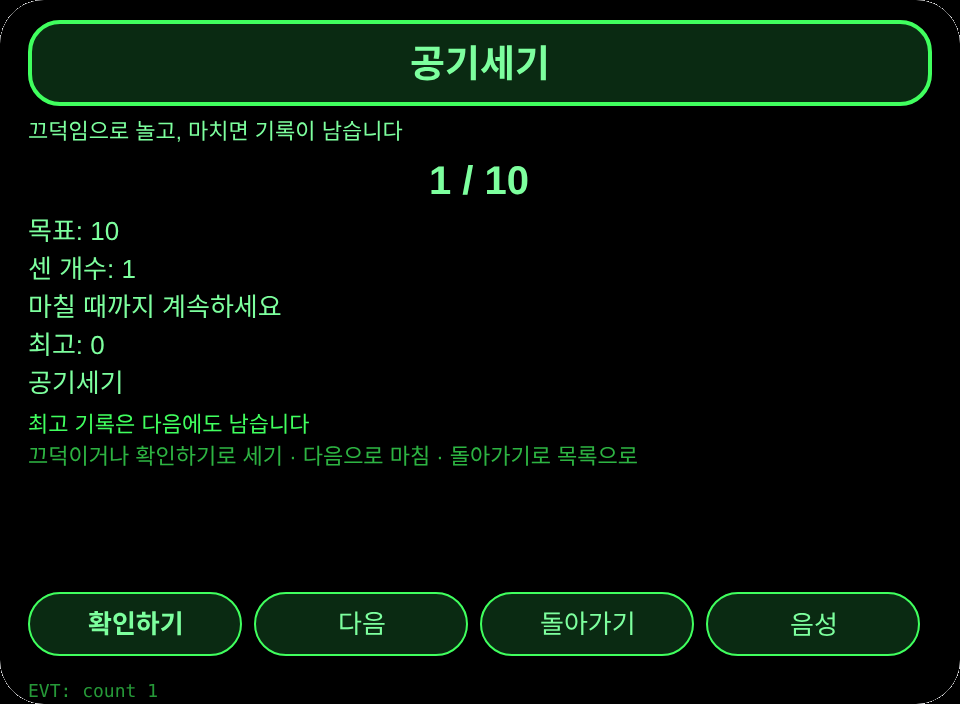 공기세기
끄덕임으로 놀고, 마치면 기록이 남습니다
1 / 10
목표: 10
센 개수: 1
마칠 때까지 계속하세요
최고: 0
공기세기
최고 기록은 다음에도 남습니다
끄덕이거나 확인하기로 세기 · 다음으로 마침 · 돌아가기로 목록으로
확인하기 다음 돌아가기 음성
EVT: count 1